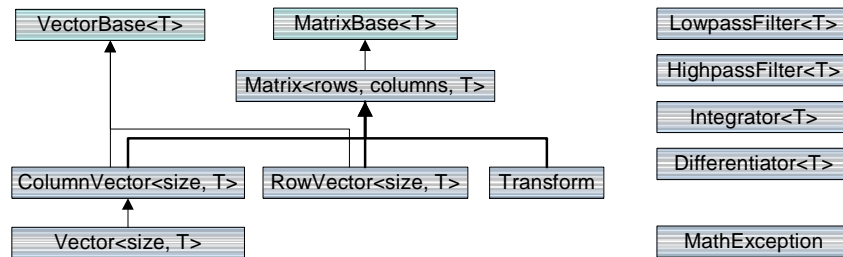 VectorBase<T>
MatrixBase<T>
LowpassFilter<T>
Matrix<rows, columns, T>
HighpassFilter<T>
Integrator<T>
Differentiator<T>
ColumnVector<size, T>
RowVector<size, T>
Transform
Vector<size, T>
MathException